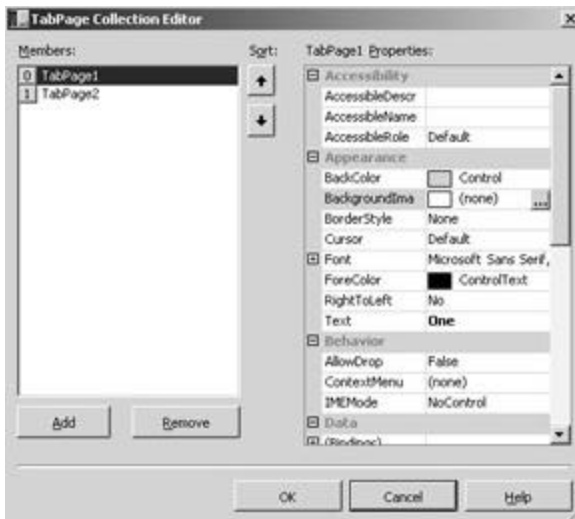 TabPage Collection Editor
Members:
Sort:
TabPage1 Properties:
0 TabPage1
1 TabPage2
Accessibility
AccessibleDescr
AccessibleName
AccessibleRole Default
Appearance
BackColor Control
BackgroundIma (none) ...
BorderStyle None
Cursor Default
Font Microsoft Sans Serif,
ForeColor ControlText
RightToLeft No
Text One
Behavior
AllowDrop False
ContextMenu (none)
IMEMode NoControl
Data
(Bindings)
Add
Remove
OK
Cancel
Help